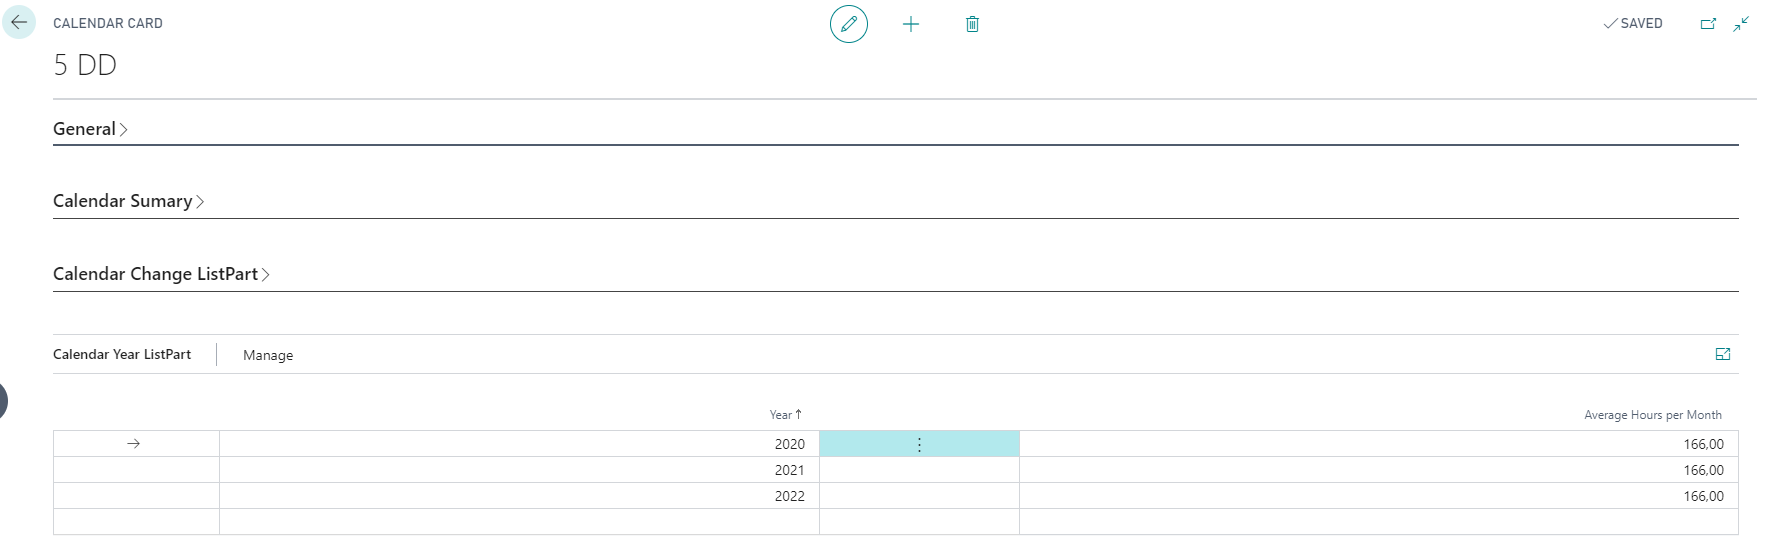 CALENDAR CARD
SAVED
5 DD
General
Calendar Sumary
Calendar Change ListPart
Calendar Year ListPart Manage
Year Average Hours per Month
2020 166,00
2021 166,00
2022 166,00